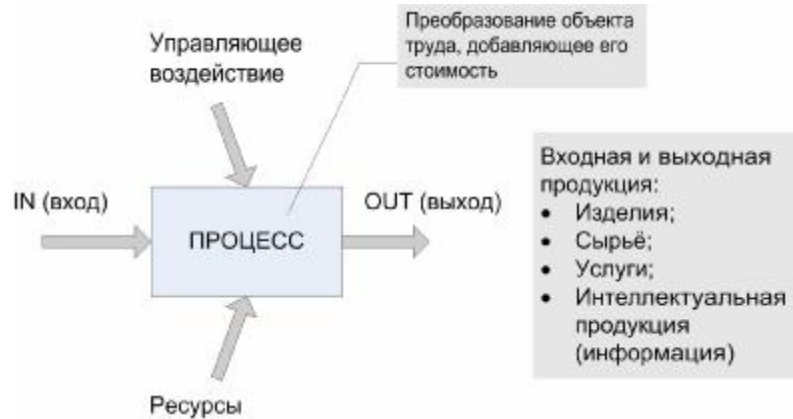 Управляющее
воздействие
Преобразование объекта
труда, добавляющее его
стоимость
IN (вход)
ПРОЦЕСС
OUT (выход)
Ресурсы
Входная и выходная
продукция:
• Изделия;
• Сырьё;
• Услуги;
• Интеллектуальная
продукция
(информация)